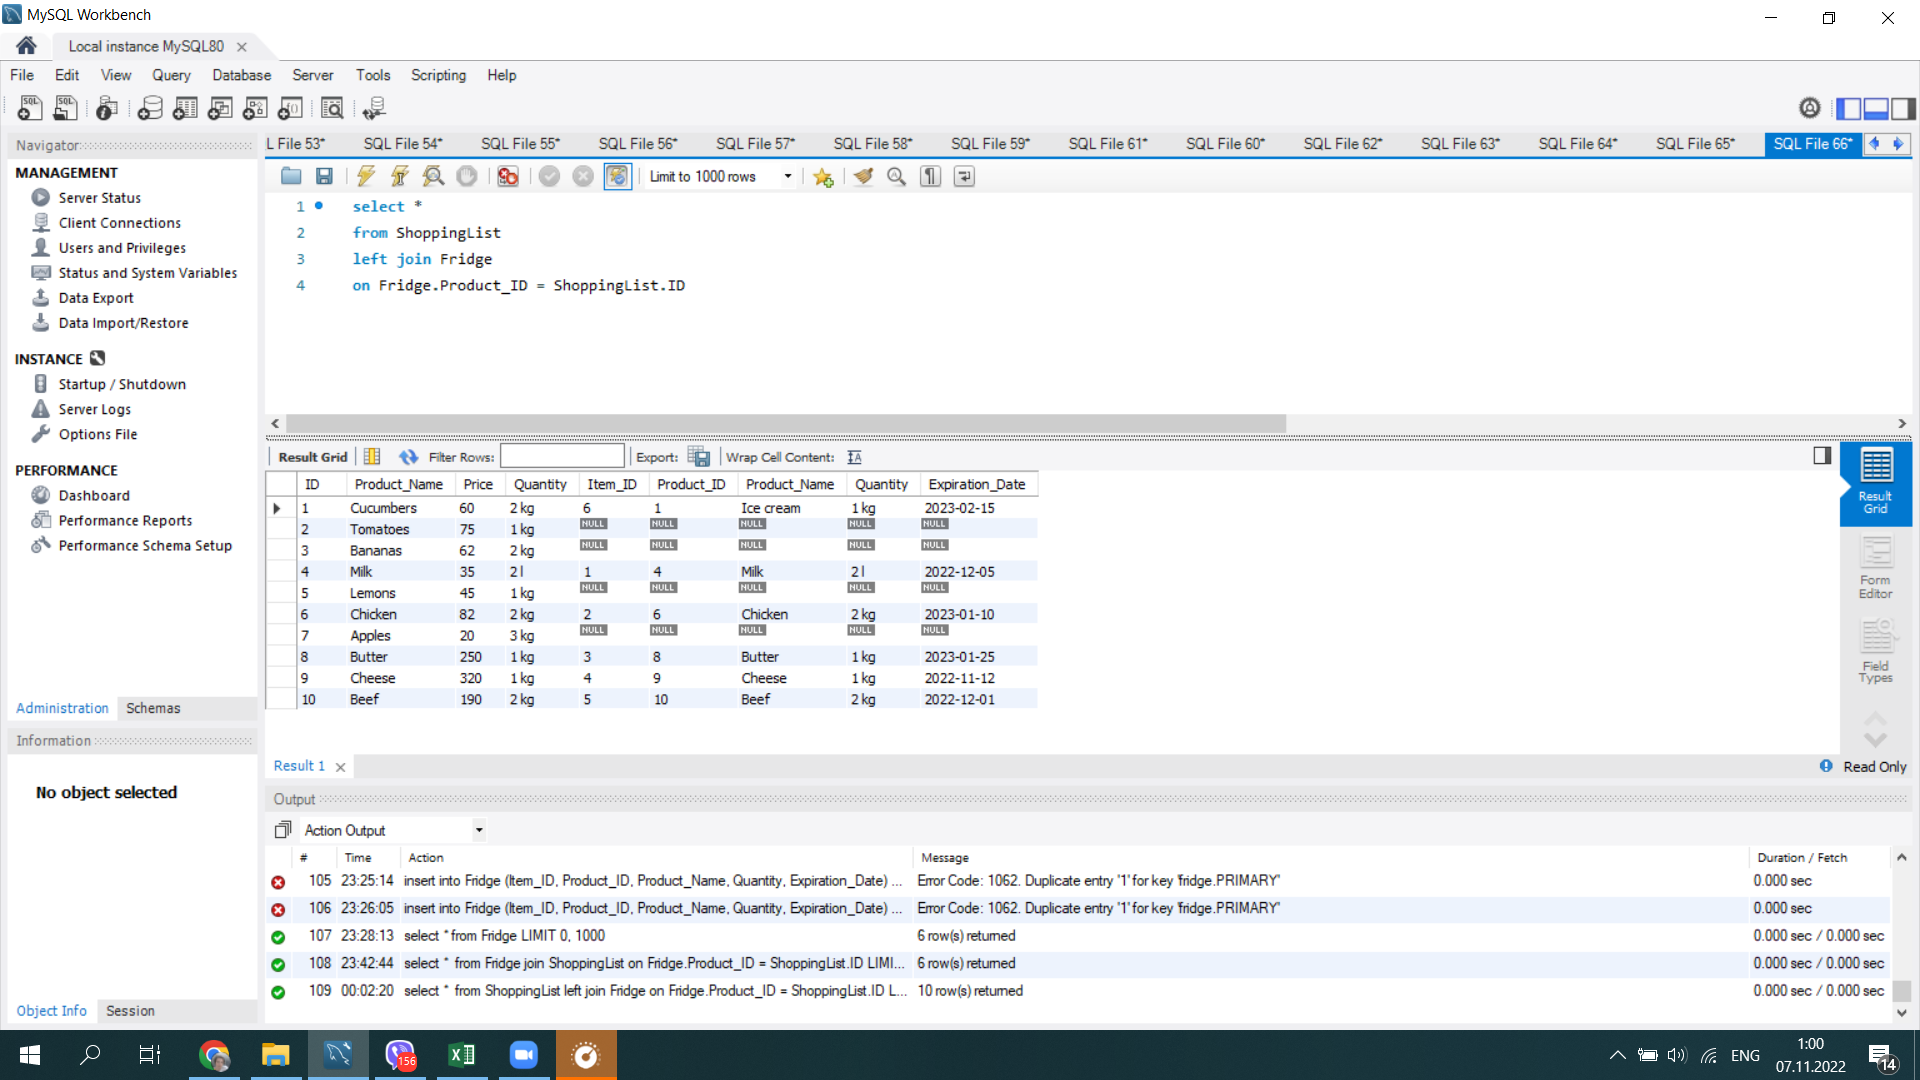 MySQL Workbench
Local instance MySQL80
File Edit View Query Database Server Tools Scripting Help
Navigator
L File 53* SQL File 54* SQL File 55* SQL File 56* SQL File 57* SQL File 58* SQL File 59* SQL File 61* SQL File 60* SQL File 62* SQL File 63* SQL File 64* SQL File 65* SQL File 66*
MANAGEMENT
Server Status
Client Connections
Users and Privileges
Status and System Variables
Data Export
Data Import/Restore
INSTANCE
Startup / Shutdown
Server Logs
Options File
PERFORMANCE
Dashboard
Performance Reports
Performance Schema Setup
Administration Schemas
Information
No object selected
Object Info Session
Limit to 1000 rows
1 select *
2 from ShoppingList
3 left join Fridge
4 on Fridge.Product_ID = ShoppingList.ID
Result Grid Filter Rows: Export: Wrap Cell Content:
ID Product_Name Price Quantity Item_ID Product_ID Product_Name Quantity Expiration_Date
1 Cucumbers 60 2 kg 6 1 Ice cream 1 kg 2023-02-15
2 Tomatoes 75 1 kg NULL NULL NULL NULL NULL
3 Bananas 62 2 kg NULL NULL NULL NULL NULL
4 Milk 35 2 l 1 4 Milk 2 l 2022-12-05
5 Lemons 45 1 kg NULL NULL NULL NULL NULL
6 Chicken 82 2 kg 2 6 Chicken 2 kg 2023-01-10
7 Apples 20 3 kg NULL NULL NULL NULL NULL
8 Butter 250 1 kg 3 8 Butter 1 kg 2023-01-25
9 Cheese 320 1 kg 4 9 Cheese 1 kg 2022-11-12
10 Beef 190 2 kg 5 10 Beef 2 kg 2022-12-01
Result
Grid
Form
Editor
Field
Types
Result 1
Read Only
Output
Action Output
# Time Action Message Duration / Fetch
105 23:25:14 insert into Fridge (Item_ID, Product_ID, Product_Name, Quantity, Expiration_Date) ... Error Code: 1062. Duplicate entry '1' for key 'fridge.PRIMARY' 0.000 sec
106 23:26:05 insert into Fridge (Item_ID, Product_ID, Product_Name, Quantity, Expiration_Date) ... Error Code: 1062. Duplicate entry '1' for key 'fridge.PRIMARY' 0.000 sec
107 23:28:13 select * from Fridge LIMIT 0, 1000 6 row(s) returned 0.000 sec / 0.000 sec
108 23:42:44 select * from Fridge join ShoppingList on Fridge.Product_ID = ShoppingList.ID LIMI... 6 row(s) returned 0.000 sec / 0.000 sec
109 00:02:20 select * from ShoppingList left join Fridge on Fridge.Product_ID = ShoppingList.ID L... 10 row(s) returned 0.000 sec / 0.000 sec
156
ENG
1:00
07.11.2022
14